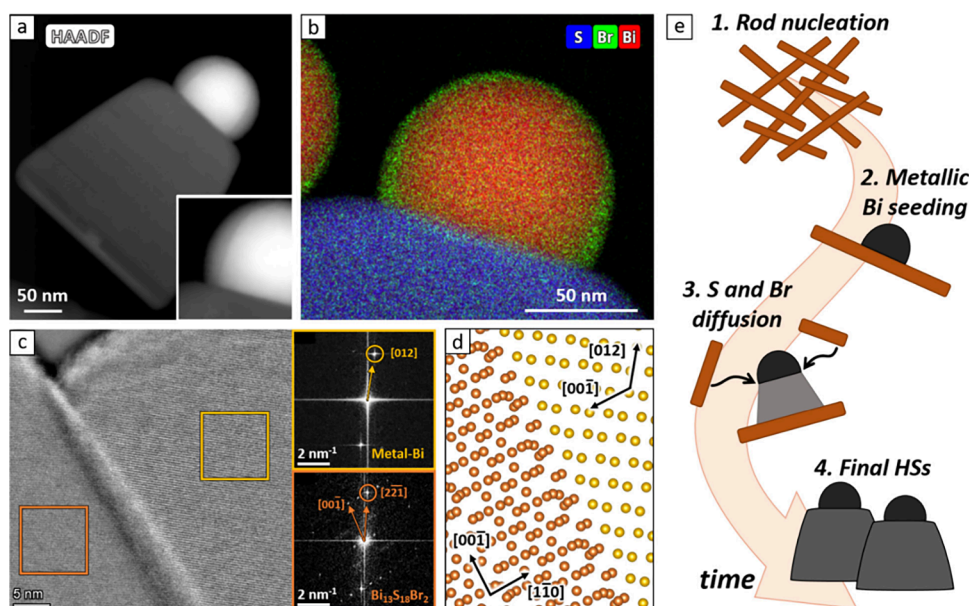 a
HAADF
50 nm
b
S Br Bi
50 nm
c
5 nm
[012]
Metal-Bi
2 nm⁻¹
[001̄]
[22̄1]
Bi₁₃S₁₈Br₂
2 nm⁻¹
d
[012]
[001̄]
[001̄]
[11̄0]
e
1. Rod nucleation
2. Metallic
Bi seeding
3. S and Br
diffusion
4. Final HSs
time